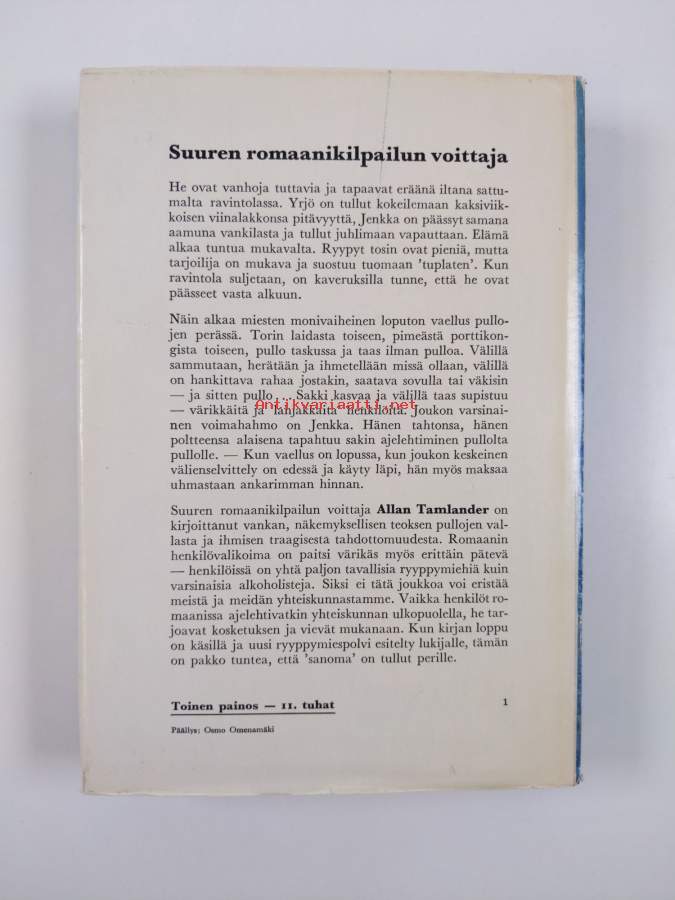 Suuren romaanikilpailun voittaja
He ovat vanhoja tuttavia ja tapaavat eräänä iltana sattu-
malta ravintolassa. Yrjö on tullut kokeilemaan kaksiviik-
koisen viinalakkonsa pitävyyttä, Jenkka on päässyt samana
aamuna vankilasta ja tullut juhlimaan vapauttaan. Elämä
alkaa tuntua mukavalta. Ryypyt tosin ovat pieniä, mutta
tarjoilija on mukava ja suostuu tuomaan 'tuplaten'. Kun
ravintola suljetaan, on kaveruksilla tunne, että he ovat
päässeet vasta alkuun.
Näin alkaa miesten monivaiheinen loputon vaellus pullo-
jen perässä. Torin laidasta toiseen, pimeästä porttikon-
gista toiseen, pullo taskussa ja taas ilman pulloa. Välillä
sammutaan, herätään ja ihmetellään missä ollaan, välillä
on hankittava rahaa jostakin, saatava sovulla tai väkisin
— ja sitten pullo ... Sakki kasvaa ja välillä taas supistuu
Antikvariaatti.net
— värikkäitä ja lahjakkaita henkilöitä. Joukon varsinai-
nen voimahahmo on Jenkka. Hänen tahtonsa, hänen
poltteensa alaisena tapahtuu sakin ajelehtiminen pullolta
pullolle. — Kun vaellus on lopussa, kun joukon keskeinen
välienselvittely on edessä ja käyty läpi, hän myös maksaa
uhmastaan ankarimman hinnan.
Suuren romaanikilpailun voittaja Allan Tamlander on
kirjoittanut vankan, näkemyksellisen teoksen pullojen val-
lasta ja ihmisen traagisesta tahdottomuudesta. Romaanin
henkilövalikoima on paitsi värikäs myös erittäin pätevä
— henkilöissä on yhtä paljon tavallisia ryyppymiehiä kuin
varsinaisia alkoholisteja. Siksi ei tätä joukkoa voi eristää
meistä ja meidän yhteiskunnastamme. Vaikka henkilöt ro-
maanissa ajelehtivatkin yhteiskunnan ulkopuolella, he tar-
joavat kosketuksen ja vievät mukanaan. Kun kirjan loppu
on käsillä ja uusi ryyppymiespolvi esitelty lukijalle, tämän
on pakko tuntea, että 'sanoma' on tullut perille.
Toinen painos — 11. tuhat
1
Päällys: Osmo Omenamäki